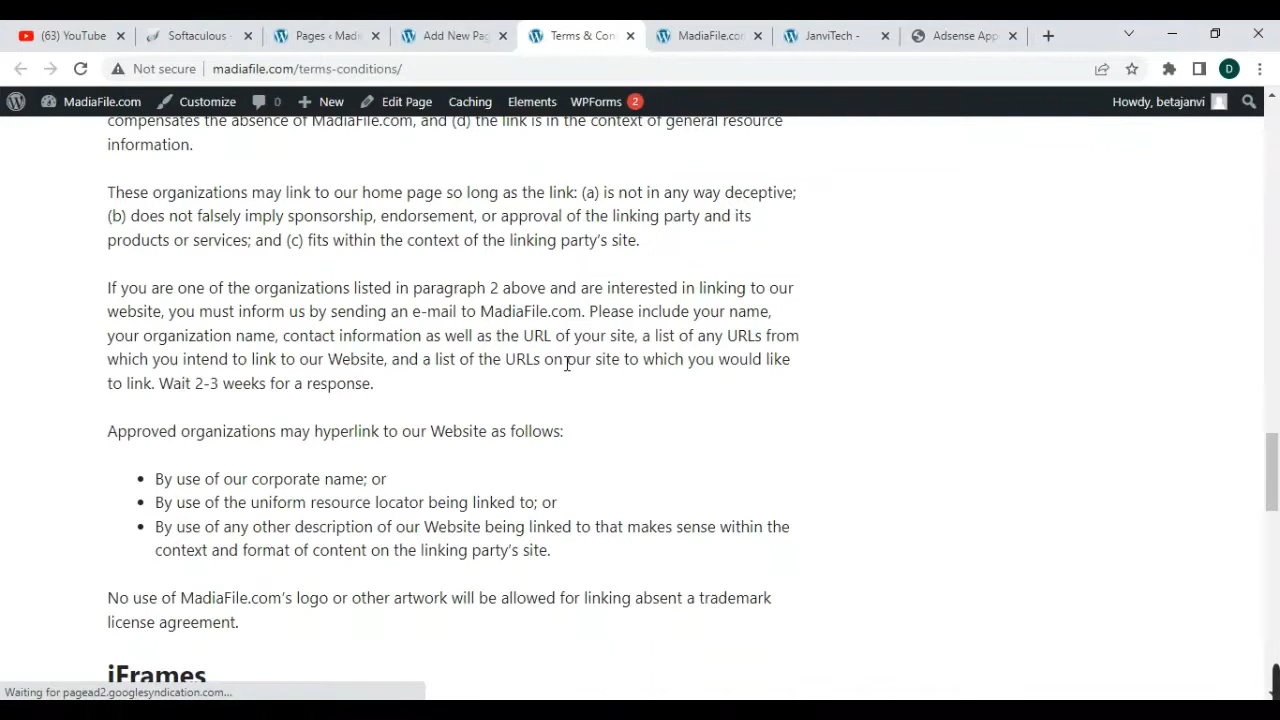 (63) YouTube
Softaculous -
Pages ‹ Madi
Add New Pag
Terms & Con
MadiaFile.con
JanviTech -
Adsense App
Not secure
madiafile.com/terms-conditions/
D
MadiaFile.com
Customize
0
New
Edit Page
Caching
Elements
WPForms 2
Howdy, betajanvi
compensates the absence of MadiaFile.com, and (d) the link is in the context of general resource
information.
These organizations may link to our home page so long as the link: (a) is not in any way deceptive;
(b) does not falsely imply sponsorship, endorsement, or approval of the linking party and its
products or services; and (c) fits within the context of the linking party’s site.
If you are one of the organizations listed in paragraph 2 above and are interested in linking to our
website, you must inform us by sending an e-mail to MadiaFile.com. Please include your name,
your organization name, contact information as well as the URL of your site, a list of any URLs from
which you intend to link to our Website, and a list of the URLs on our site to which you would like
to link. Wait 2-3 weeks for a response.
Approved organizations may hyperlink to our Website as follows:
• By use of our corporate name; or
• By use of the uniform resource locator being linked to; or
• By use of any other description of our Website being linked to that makes sense within the
context and format of content on the linking party’s site.
No use of MadiaFile.com’s logo or other artwork will be allowed for linking absent a trademark
license agreement.
iFrames
Waiting for pagead2.googlesyndication.com...